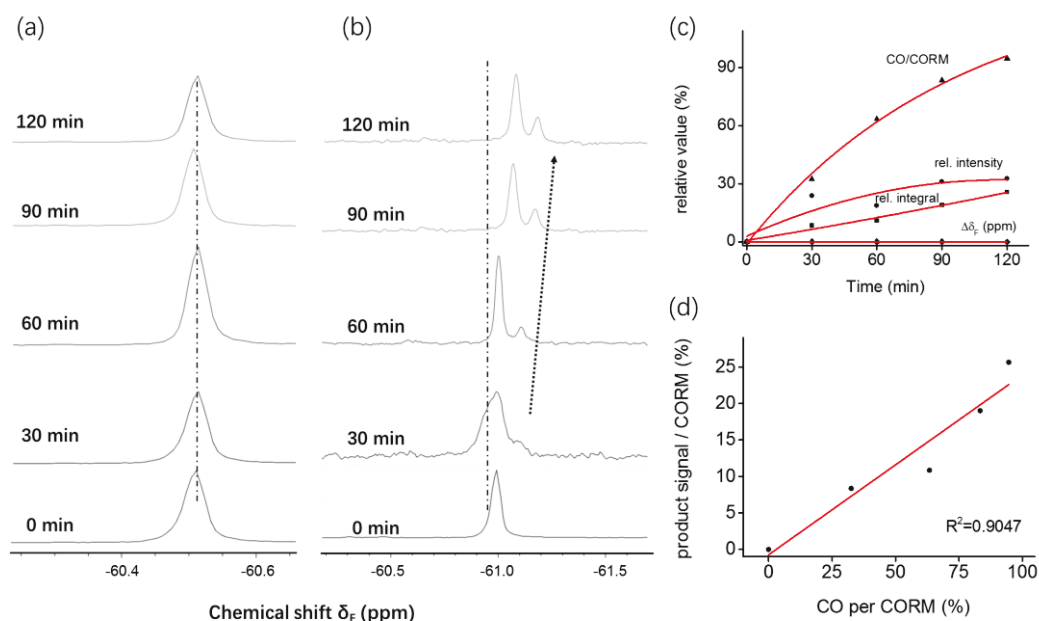 (a)
120 min
90 min
60 min
30 min
0 min
-60.4
-60.6
(b)
120 min
90 min
60 min
30 min
0 min
-60.5
-61.0
-61.5
Chemical shift δF (ppm)
(c)
relative value (%)
90
60
30
0
CO/CORM
rel. intensity
rel. integral
ΔδF (ppm)
0
30
60
90
120
Time (min)
(d)
product signal / CORM (%)
25
20
15
10
5
0
R²=0.9047
0
25
50
75
100
CO per CORM (%)